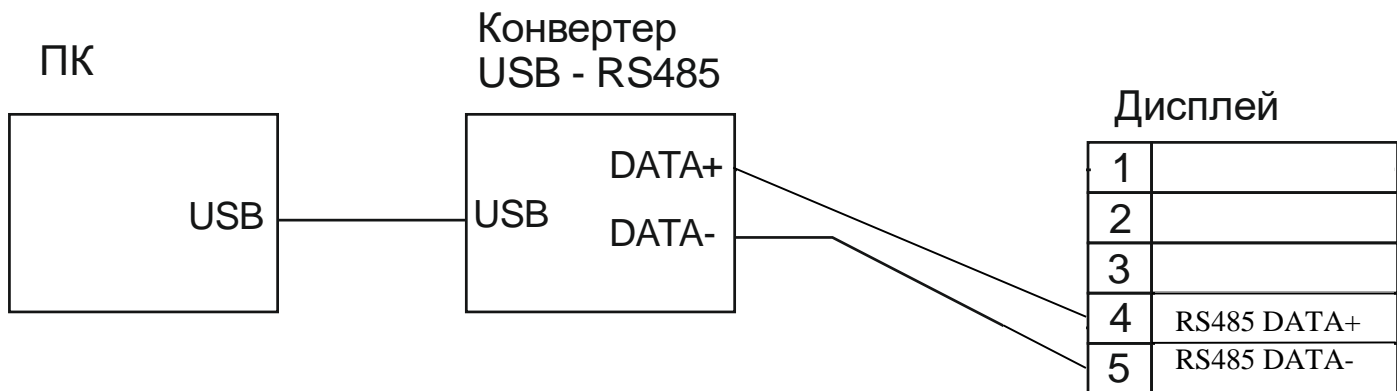 ПК
Конвертер
USB - RS485
Дисплей
USB
USB
DATA+
DATA-
1
2
3
4 RS485 DATA+
5 RS485 DATA-